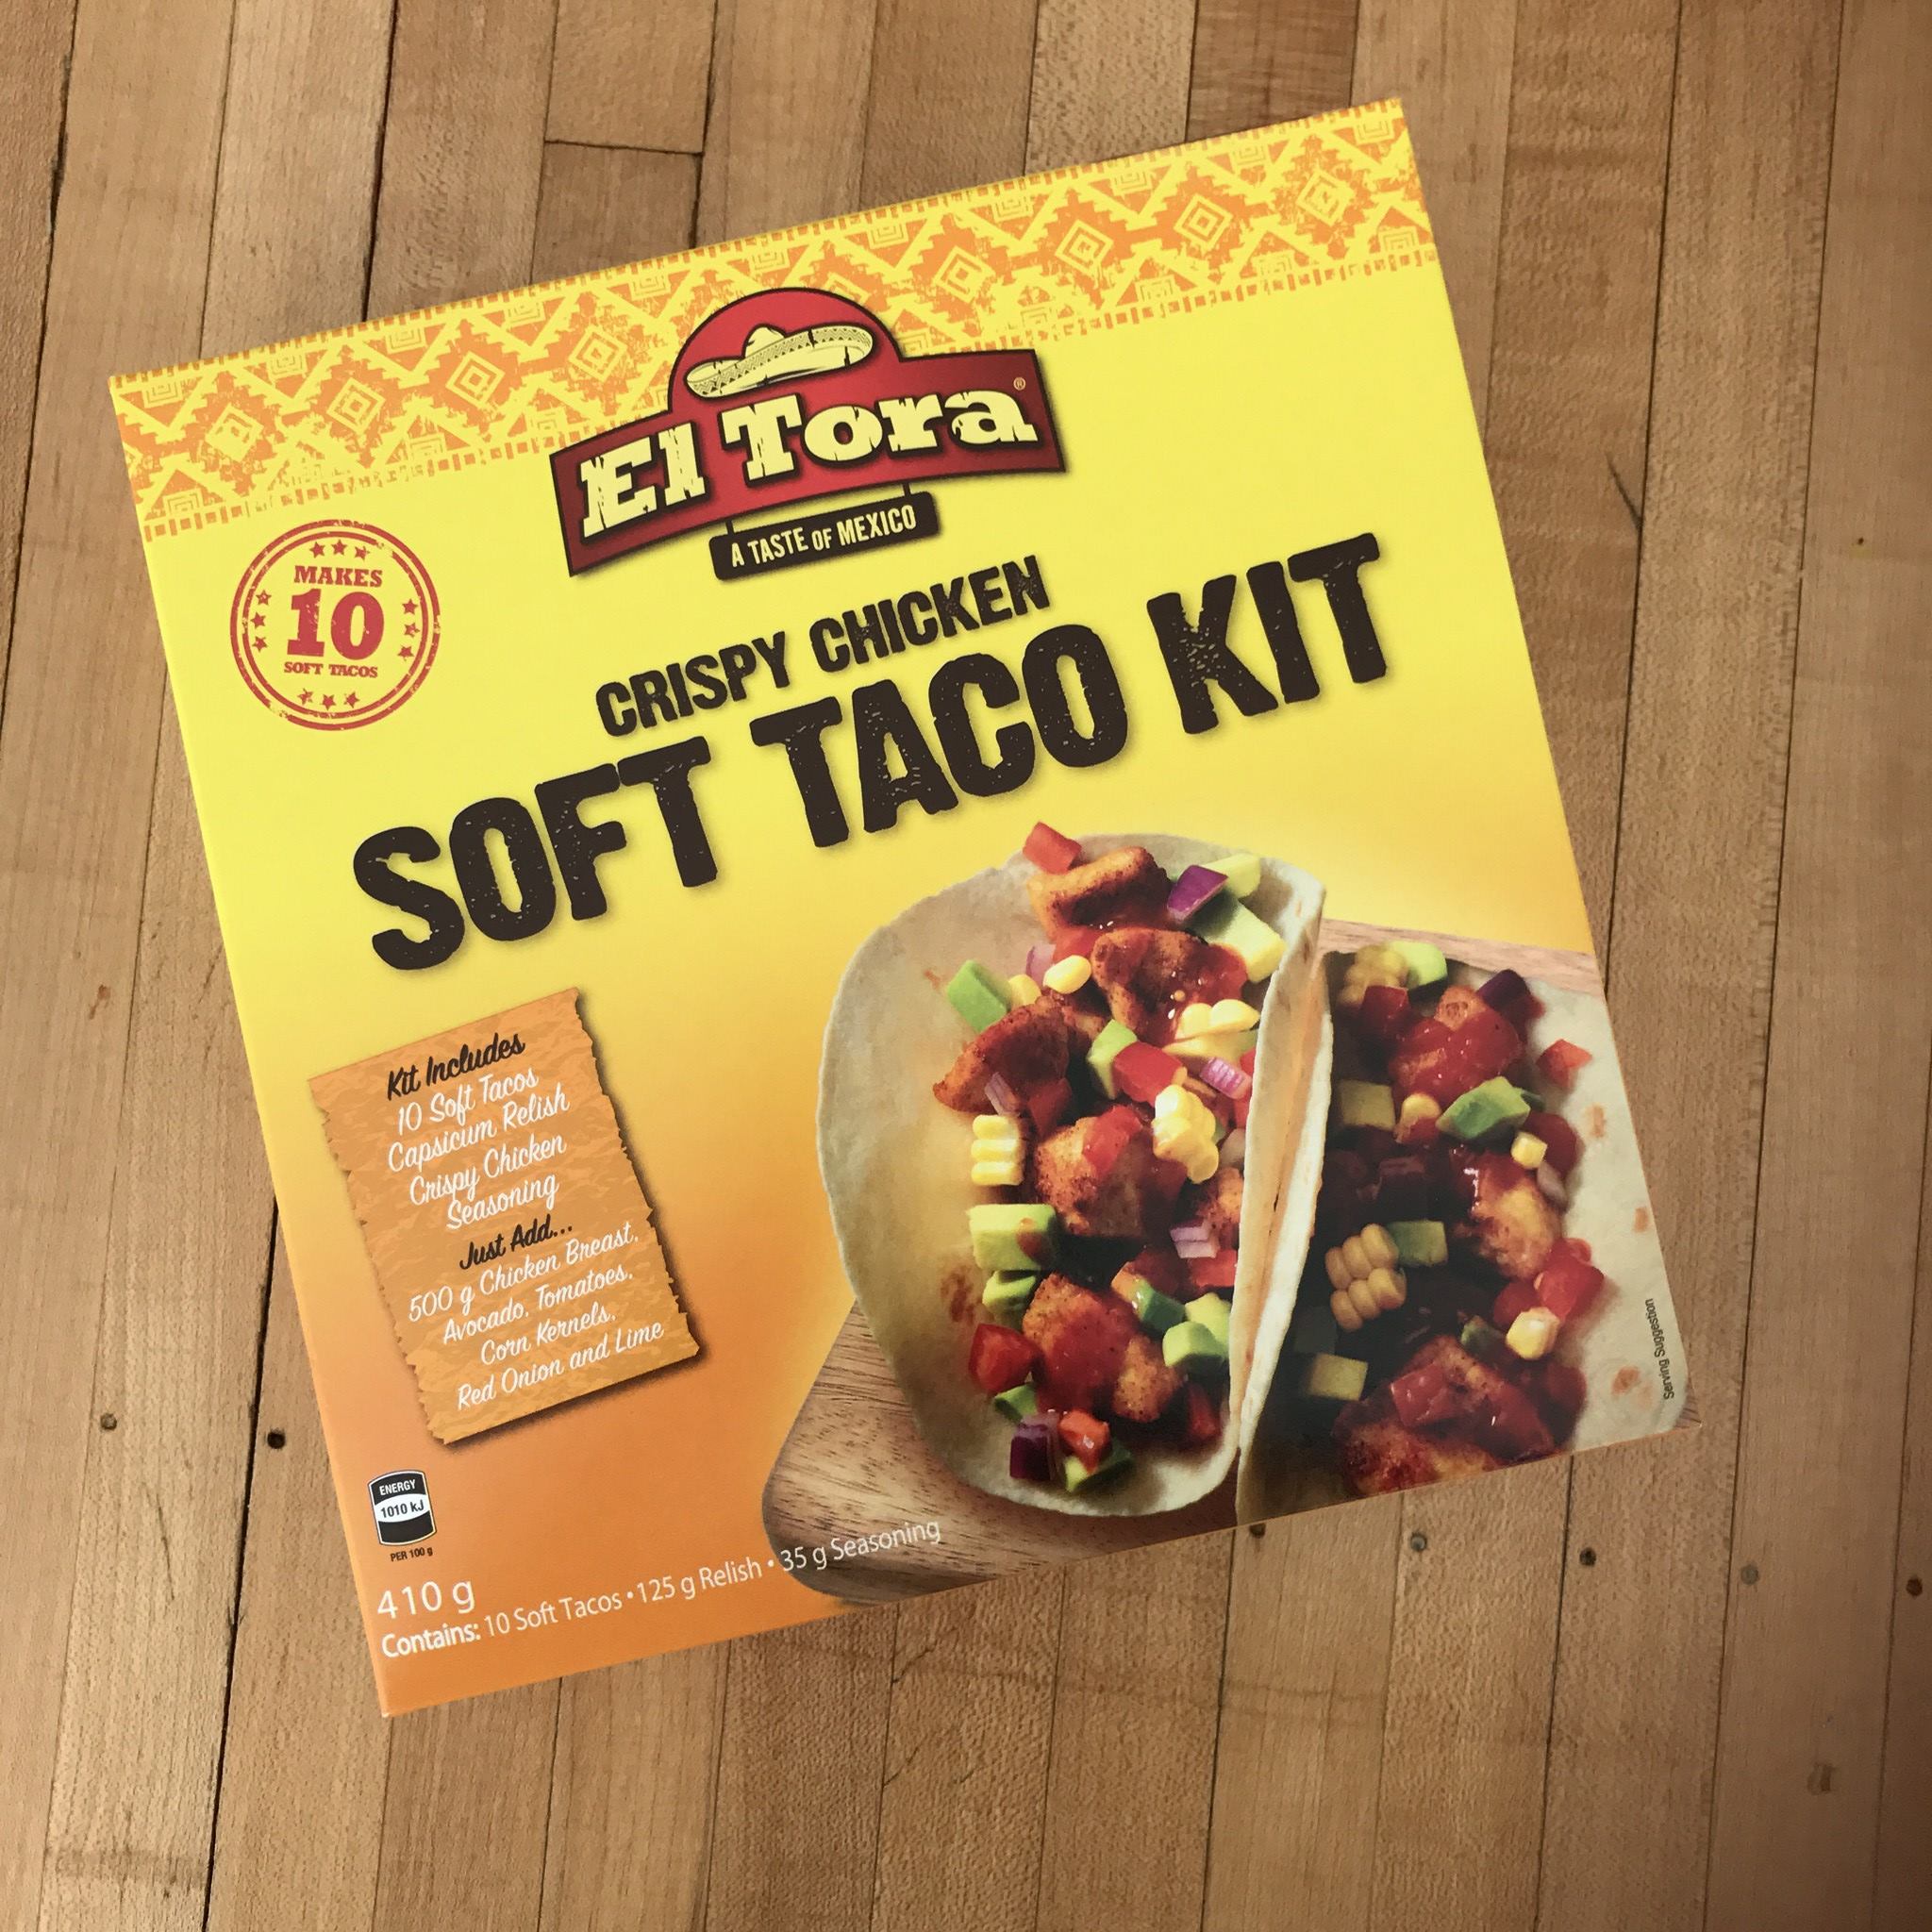 El Tora®
A TASTE OF MEXICO
MAKES
10
SOFT TACOS
CRISPY CHICKEN
SOFT TACO KIT
Kit Includes
10 Soft Tacos
Capsicum Relish
Crispy Chicken
Seasoning
Just Add...
500 g Chicken Breast,
Avocado, Tomatoes,
Corn Kernels,
Red Onion and Lime
Serving Suggestion
ENERGY
1010 kJ
PER 100 g
410 g
Contains: 10 Soft Tacos • 125 g Relish • 35 g Seasoning